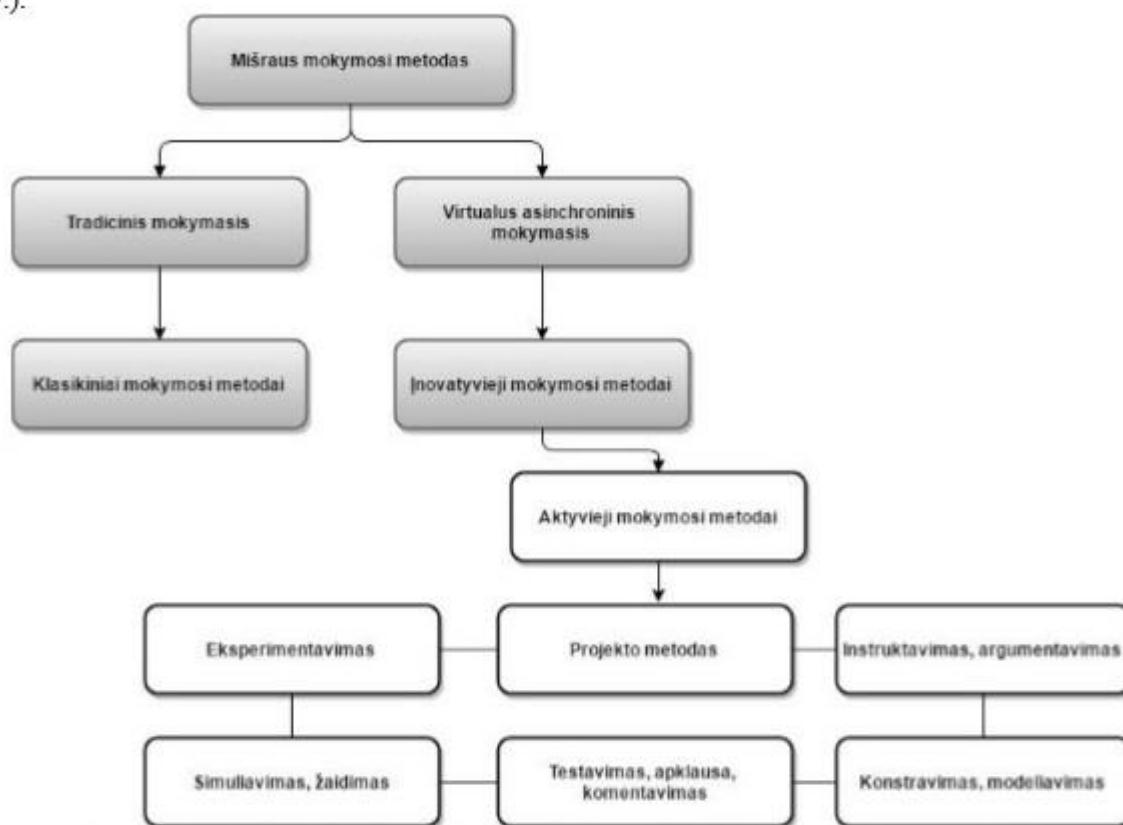 .).
Mišraus mokymosi metodas
Tradicinis mokymasis
Virtualus asinchroninis
mokymasis
Klasikiniai mokymosi metodai
Įnovatyvieji mokymosi metodai
Aktyvieji mokymosi metodai
Eksperimentavimas
Projekto metodas
Instruktavimas, argumentavimas
Simuliavimas, žaidimas
Testavimas, apklausa,
komentavimas
Konstravimas, modeliavimas